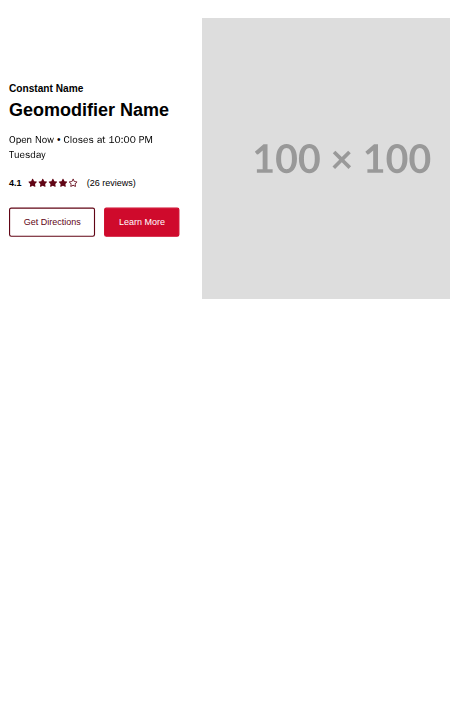 Constant Name
Geomodifier Name
Open Now • Closes at 10:00 PM
Tuesday
4.1 (26 reviews)
Get Directions
Learn More
100 × 100